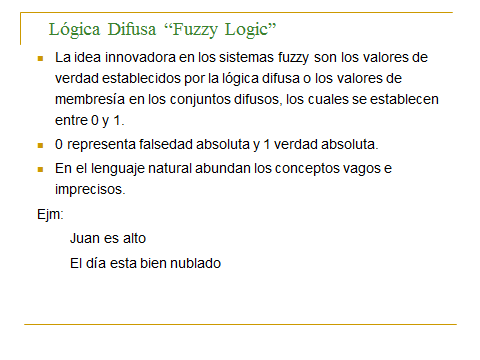 Lógica Difusa “Fuzzy Logic”
La idea innovadora en los sistemas fuzzy son los valores de
verdad establecidos por la lógica difusa o los valores de
membresía en los conjuntos difusos, los cuales se establecen
entre 0 y 1.
0 representa falsedad absoluta y 1 verdad absoluta.
En el lenguaje natural abundan los conceptos vagos e
imprecisos.
Ejm:
Juan es alto
El día esta bien nublado